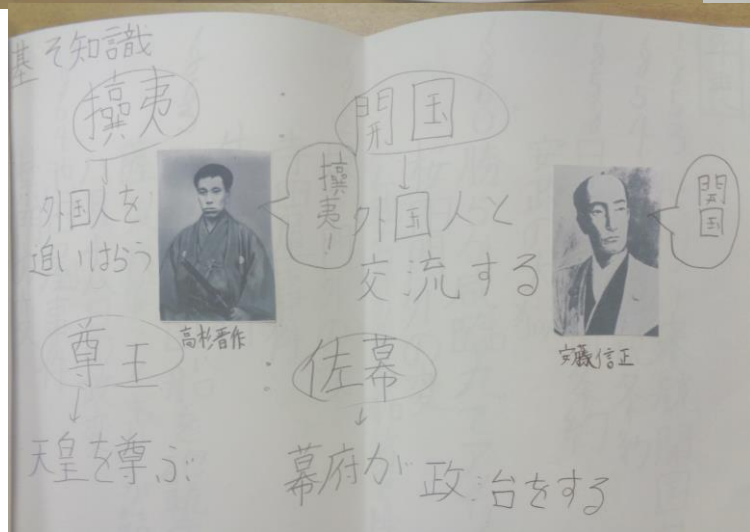 基そ知識
攘夷
外国人を
追いはらう
攘夷!
高杉晋作
開国
外国人と
交流する
開国
安藤信正
尊王
天皇を尊ぶ
佐幕
幕府が政治をする